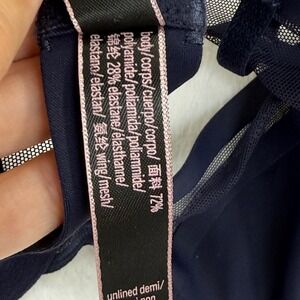 body/corps/cuerpo/corpo/ 面料 72%
polyamide/poliamida/poliammide/
锦纶 28% elastane/élasthanne/
elastano/elastan/ 氨纶 wing/mesh/
unlined demi/